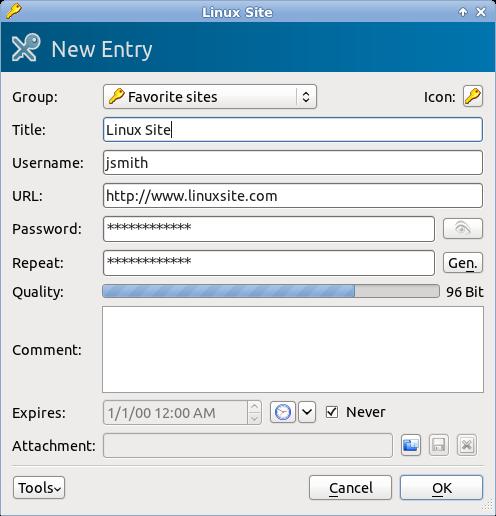 Linux Site
New Entry
Group: Favorite sites Icon:
Title: Linux Site
Username: jsmith
URL: http://www.linuxsite.com
Password: ************
Repeat: ************ Gen.
Quality: 96 Bit
Comment:
Expires: 1/1/00 12:00 AM Never
Attachment:
Tools Cancel OK